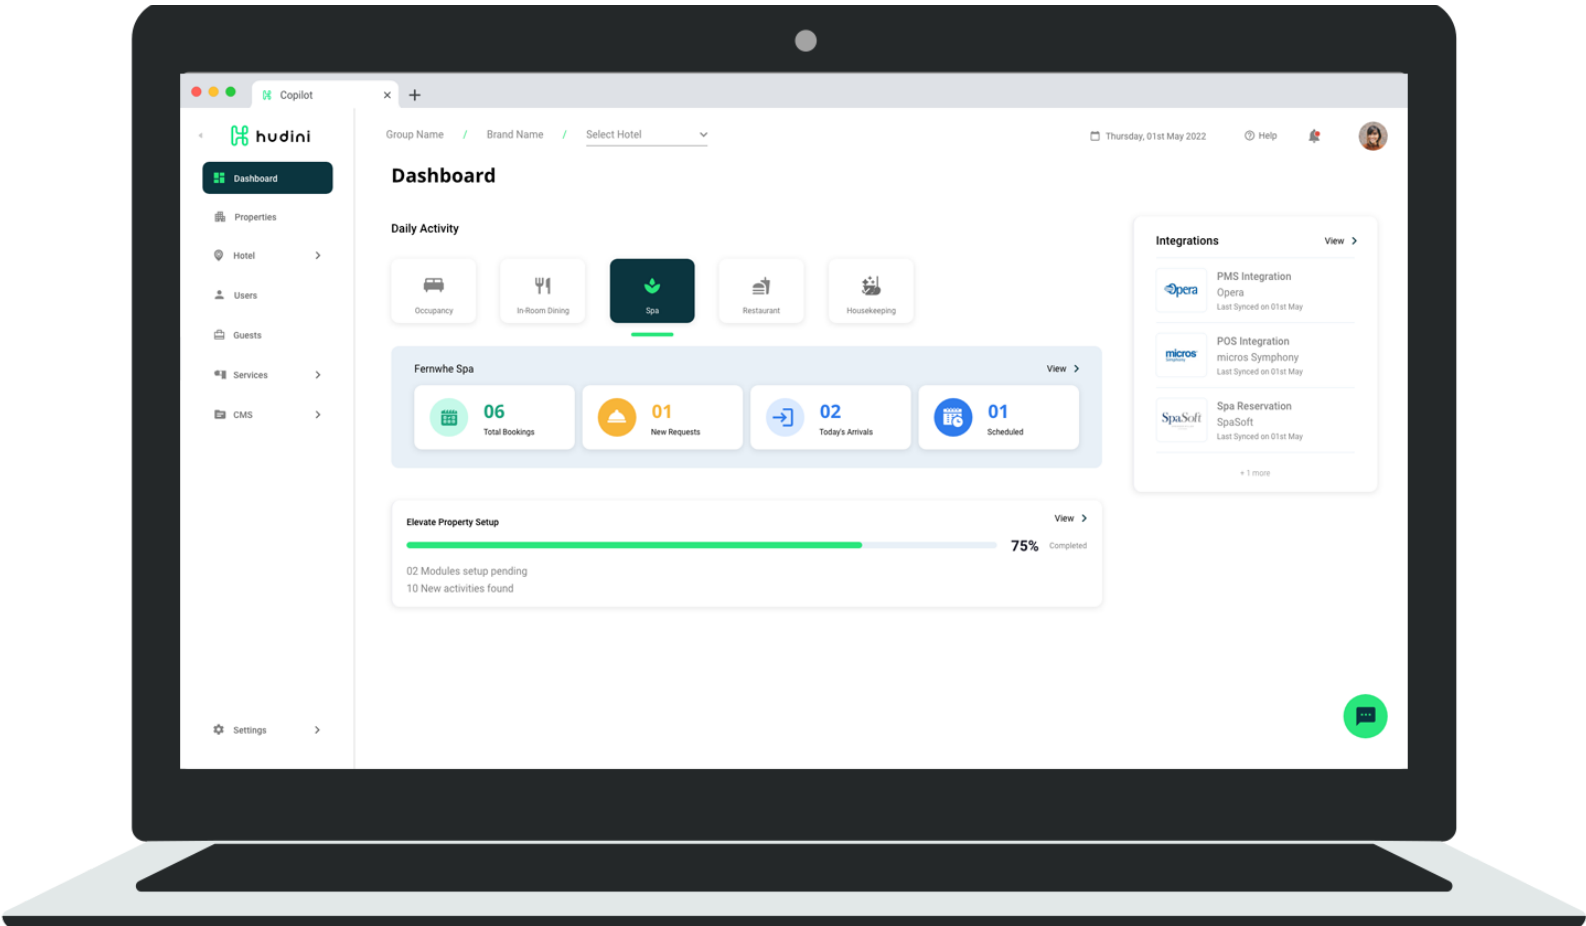 Copilot
hudini
Group Name / Brand Name / Select Hotel
Thursday, 01st May 2022
Help
Dashboard
Properties
Hotel
Users
Guests
Services
CMS
Settings
Dashboard
Daily Activity
Occupancy
In-Room Dining
Spa
Restaurant
Housekeeping
Fernwhe Spa
View
06
Total Bookings
01
New Requests
02
Today's Arrivals
01
Scheduled
Elevate Property Setup
View
75% Completed
02 Modules setup pending
10 New activities found
Integrations
View
Opera
PMS Integration
Opera
Last Synced on 01st May
micros
POS Integration
micros Symphony
Last Synced on 01st May
SpaSoft
Spa Reservation
SpaSoft
Last Synced on 01st May
+ 1 more